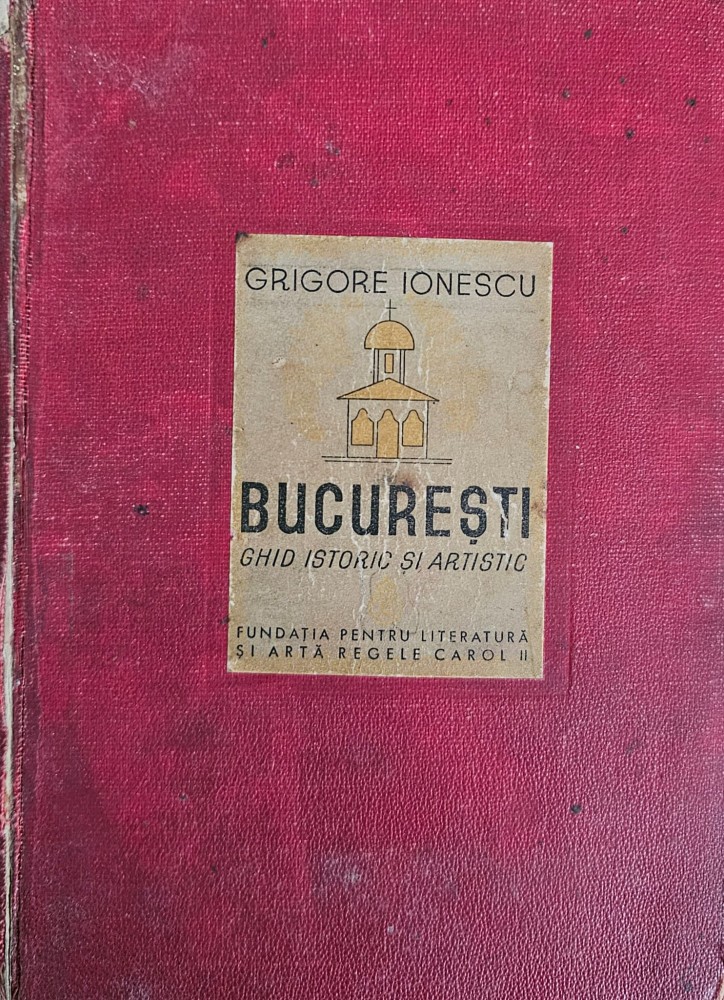 GRIGORE IONESCU
BUCUREȘTI
GHID ISTORIC ȘI ARTISTIC
FUNDAȚIA PENTRU LITERATURĂ
ȘI ARTĂ REGELE CAROL II